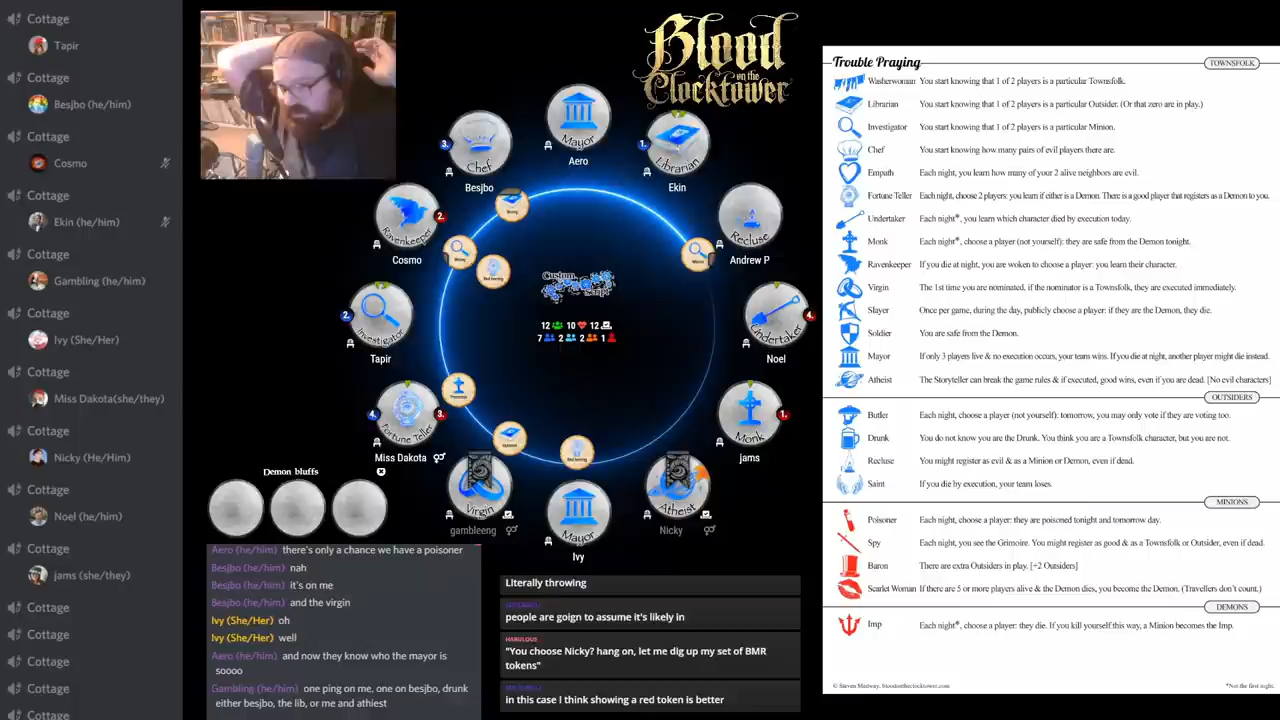 Cottage
Tapir
Cottage
Besjbo (he/him)
Cottage
Cosmo
Cottage
Ekin (he/him)
Cottage
Gambling (he/him)
Cottage
Ivy (She/Her)
Cottage
Miss Dakota(she/they)
Cottage
Nicky (He/Him)
Cottage
Noel (he/him)
Cottage
jams (she/they)
Cottage
Cottage
Cottage
Cottage
Cottage
Blood
on the
Clocktower
Mayor
Aero
1.
Librarian
Ekin
Recluse
Andrew P
Undertaker
4.
Noel
Monk
1.
jams
Atheist
Nicky
Mayor
Ivy
Virgin
gambleeng
4.
Fortune Teller
3.
Miss Dakota
2.
Investigator
Tapir
Ravenkeeper
2.
Cosmo
3.
Chef
Besjbo
Wrong
Wrong
Red herring
Outsider
Custom
Script
12 10 12
7 2 2 1
Demon bluffs
Aero (he/him) there's only a chance we have a poisoner
Besjbo (he/him) nah
Besjbo (he/him) it's on me
Besjbo (he/him) and the virgin
Ivy (She/Her) oh
Ivy (She/Her) well
Aero (he/him) and now they know who the mayor is
soooo
Gambling (he/him) one ping on me, one on besjbo, drunk
either besjbo, the lib, or me and athiest
LIterally throwing
people are goign to assume it's likely in
"You choose Nicky? hang on, let me dig up my set of BMR
tokens"
in this case I think showing a red token is better
Trouble Praying
TOWNSFOLK
Washerwoman You start knowing that 1 of 2 players is a particular Townsfolk.
Librarian You start knowing that 1 of 2 players is a particular Outsider. (Or that zero are in play.)
Investigator You start knowing that 1 of 2 players is a particular Minion.
Chef You start knowing how many pairs of evil players there are.
Empath Each night, you learn how many of your 2 alive neighbors are evil.
Fortune Teller Each night, choose 2 players: you learn if either is a Demon. There is a good player that registers as a Demon to you.
Undertaker Each night*, you learn which character died by execution today.
Monk Each night*, choose a player (not yourself): they are safe from the Demon tonight.
Ravenkeeper If you die at night, you are woken to choose a player: you learn their character.
Virgin The 1st time you are nominated, if the nominator is a Townsfolk, they are executed immediately.
Slayer Once per game, during the day, publicly choose a player: if they are the Demon, they die.
Soldier You are safe from the Demon.
Mayor If only 3 players live & no execution occurs, your team wins. If you die at night, another player might die instead.
Atheist The Storyteller can break the game rules & if executed, good wins, even if you are dead. [No evil characters]
OUTSIDERS
Butler Each night, choose a player (not yourself): tomorrow, you may only vote if they are voting too.
Drunk You do not know you are the Drunk. You think you are a Townsfolk character, but you are not.
Recluse You might register as evil & as a Minion or Demon, even if dead.
Saint If you die by execution, your team loses.
MINIONS
Poisoner Each night, choose a player: they are poisoned tonight and tomorrow day.
Spy Each night, you see the Grimoire. You might register as good & as a Townsfolk or Outsider, even if dead.
Baron There are extra Outsiders in play. [+2 Outsiders]
Scarlet Woman If there are 5 or more players alive & the Demon dies, you become the Demon. (Travellers don't count.)
DEMONS
Imp Each night*, choose a player: they die. If you kill yourself this way, a Minion becomes the Imp.
© Steven Medway, bloodontheclocktower.com
*Not the first night.